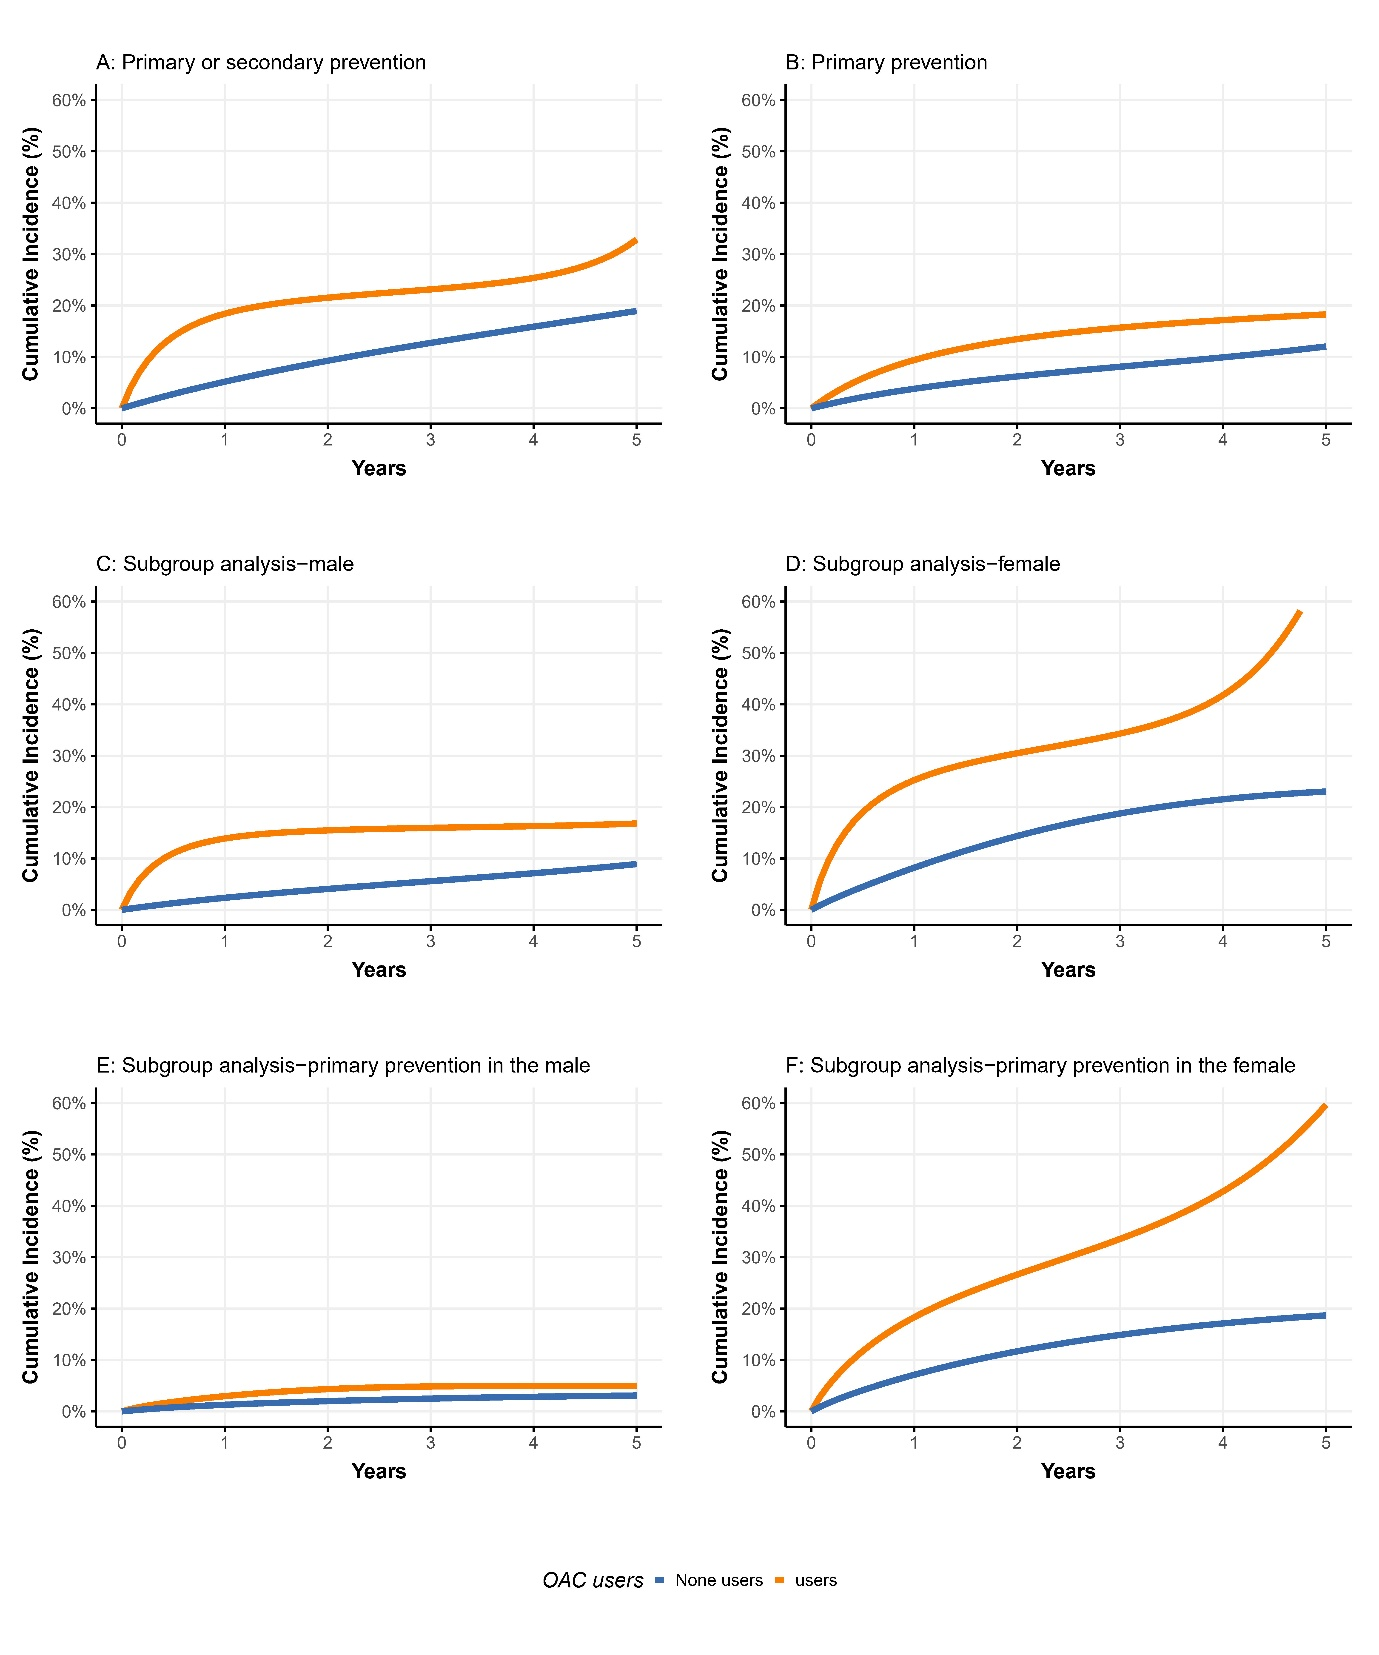 A: Primary or secondary prevention
60%
50%
40%
30%
20%
10%
0%
Cumulative Incidence (%)
0 1 2 3 4 5
Years
B: Primary prevention
60%
50%
40%
30%
20%
10%
0%
Cumulative Incidence (%)
0 1 2 3 4 5
Years
C: Subgroup analysis−male
60%
50%
40%
30%
20%
10%
0%
Cumulative Incidence (%)
0 1 2 3 4 5
Years
D: Subgroup analysis−female
60%
50%
40%
30%
20%
10%
0%
Cumulative Incidence (%)
0 1 2 3 4 5
Years
E: Subgroup analysis−primary prevention in the male
60%
50%
40%
30%
20%
10%
0%
Cumulative Incidence (%)
0 1 2 3 4 5
Years
F: Subgroup analysis−primary prevention in the female
60%
50%
40%
30%
20%
10%
0%
Cumulative Incidence (%)
0 1 2 3 4 5
Years
OAC users None users users